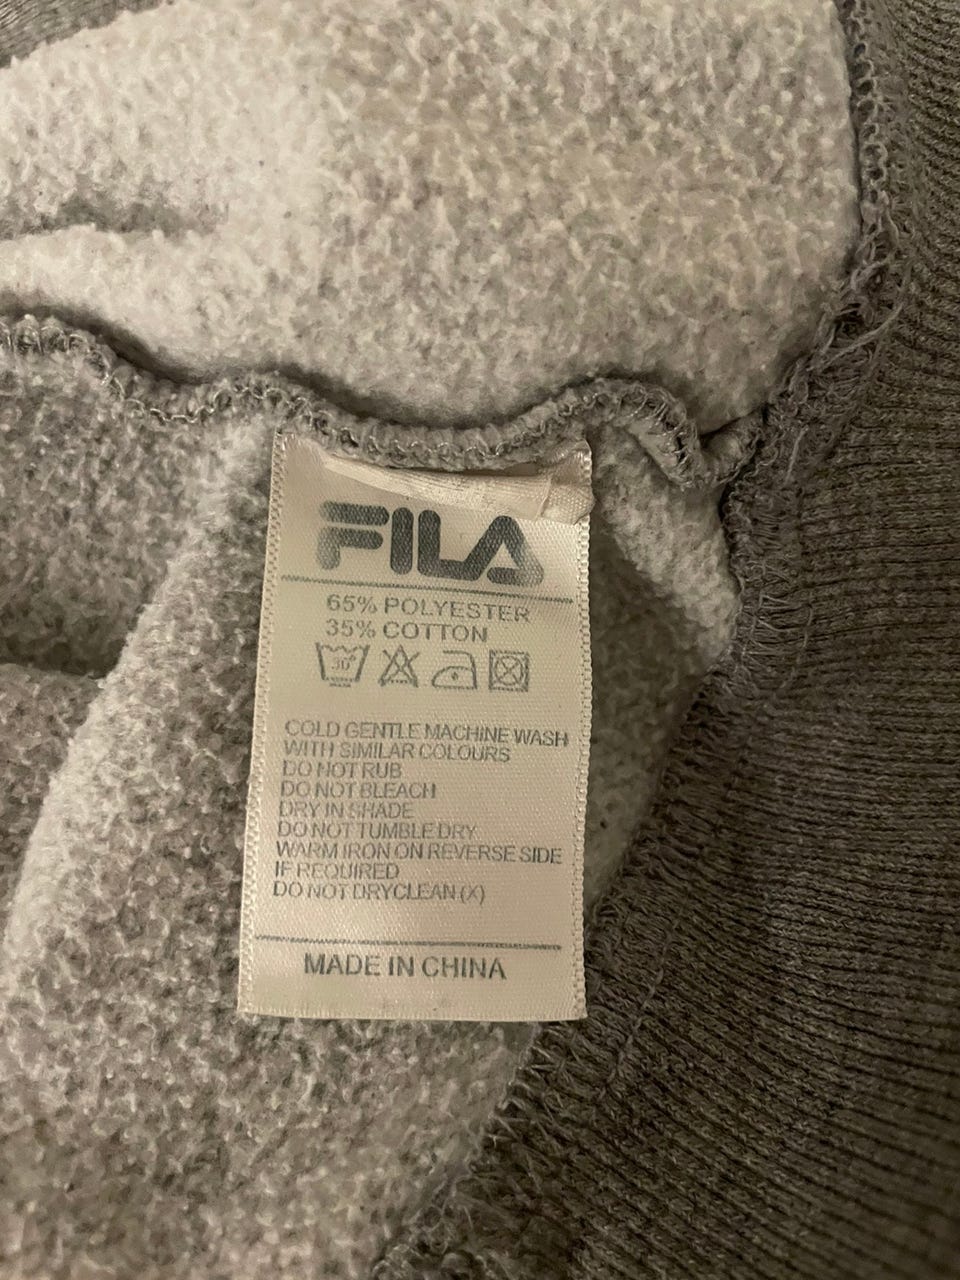 FILA
65% POLYESTER
35% COTTON
30°
COLD GENTLE MACHINE WASH
WITH SIMILAR COLOURS
DO NOT RUB
DO NOT BLEACH
DRY IN SHADE
DO NOT TUMBLE DRY
WARM IRON ON REVERSE SIDE
IF REQUIRED
DO NOT DRYCLEAN (X)
MADE IN CHINA